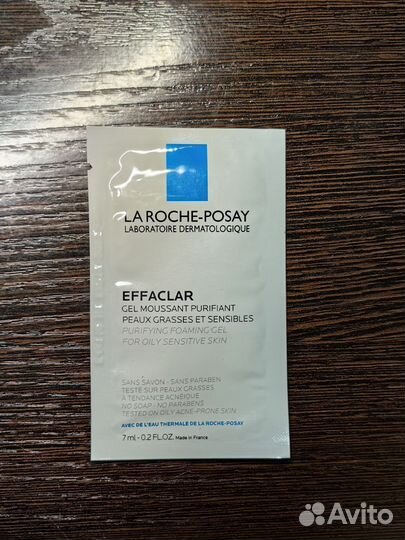 LA ROCHE-POSAY
LABORATOIRE DERMATOLOGIQUE
EFFACLAR
GEL MOUSSANT PURIFIANT
PEAUX GRASSES ET SENSIBLES
PURIFYING FOAMING GEL
FOR OILY SENSITIVE SKIN
SANS SAVON - SANS PARABEN
TESTÉ SUR PEAUX GRASSES
À TENDANCE ACNÉIQUE
NO SOAP - NO PARABENS
TESTED ON OILY ACNE-PRONE SKIN
AVEC DE L'EAU THERMALE DE LA ROCHE-POSAY
7 mL - 0.2 FL.OZ. Made in France
Avito